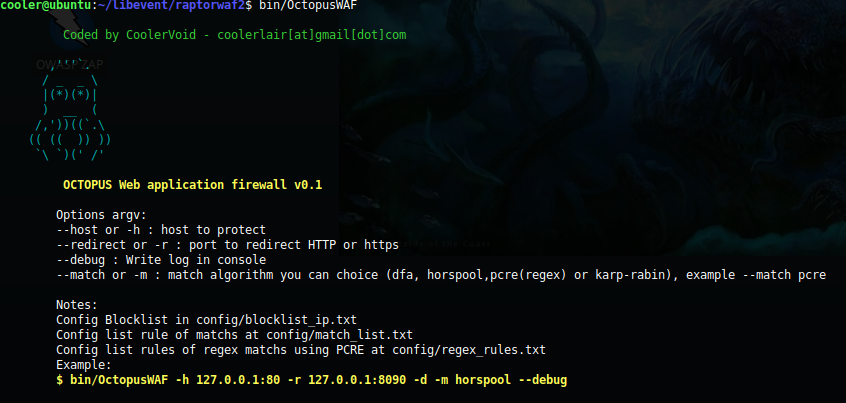 cooler@ubuntu:~/libevent/raptorwaf2$ bin/OctopusWAF
Coded by CoolerVoid - coolerlair[at]gmail[dot]com
OWASP ZAP
   ,'''`.
  / _  _ \
  |(*)(*)|
  )  __  (
 /,'))((`.\
(( ((  )) ))
 `\ `)(' /'
OCTOPUS Web application firewall v0.1
Options argv:
--host or -h : host to protect
--redirect or -r : port to redirect HTTP or https
--debug : Write log in console
--match or -m : match algorithm you can choice (dfa, horspool,pcre(regex) or karp-rabin), example --match pcre
Notes:
Config Blocklist in config/blocklist_ip.txt
Config list rule of matchs at config/match_list.txt
Config list rules of regex matchs using PCRE at config/regex_rules.txt
Example:
$ bin/OctopusWAF -h 127.0.0.1:80 -r 127.0.0.1:8090 -d -m horspool --debug